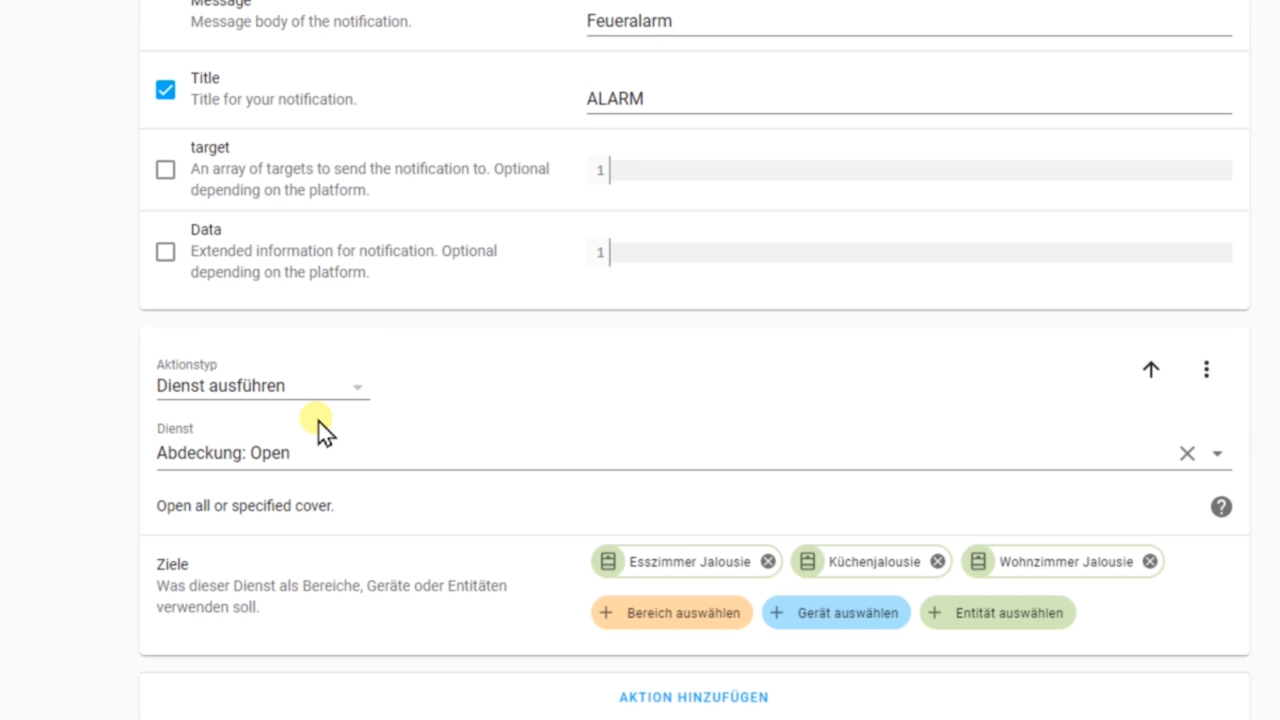 Message
Message body of the notification.
Feueralarm
Title
Title for your notification.
ALARM
target
An array of targets to send the notification to. Optional
depending on the platform.
1
Data
Extended information for notification. Optional
depending on the platform.
1
Aktionstyp
Dienst ausführen
Dienst
Abdeckung: Open
Open all or specified cover.
Ziele
Was dieser Dienst als Bereiche, Geräte oder Entitäten
verwenden soll.
Esszimmer Jalousie
Küchenjalousie
Wohnzimmer Jalousie
+ Bereich auswählen
+ Gerät auswählen
+ Entität auswählen
AKTION HINZUFÜGEN